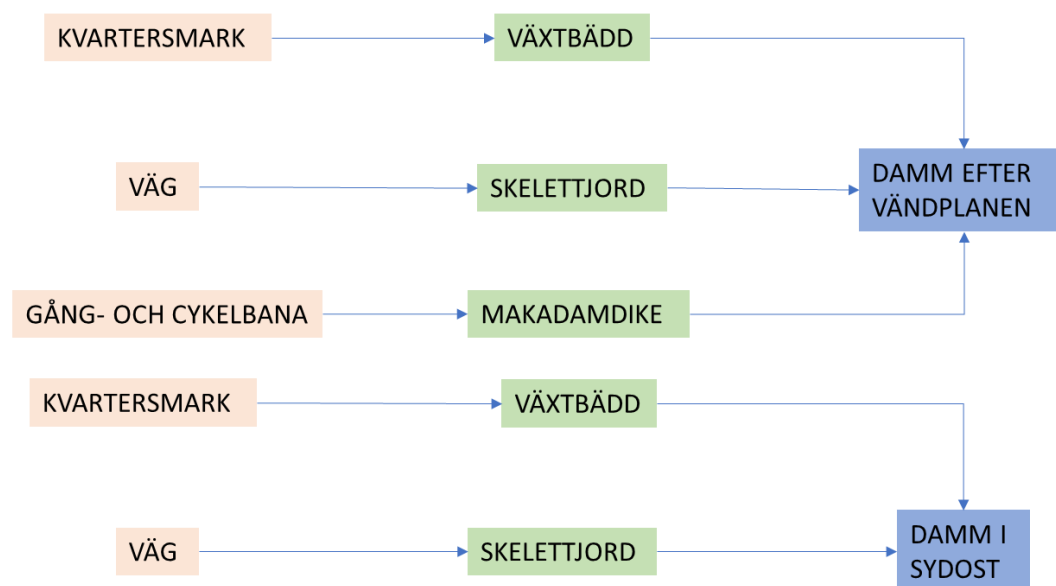 KVARTERSMARK
VÄXTBÄDD
VÄG
SKELETTJORD
DAMM EFTER
VÄNDPLANEN
GÅNG- OCH CYKELBANA
MAKADAMDIKE
KVARTERSMARK
VÄXTBÄDD
VÄG
SKELETTJORD
DAMM I
SYDOST